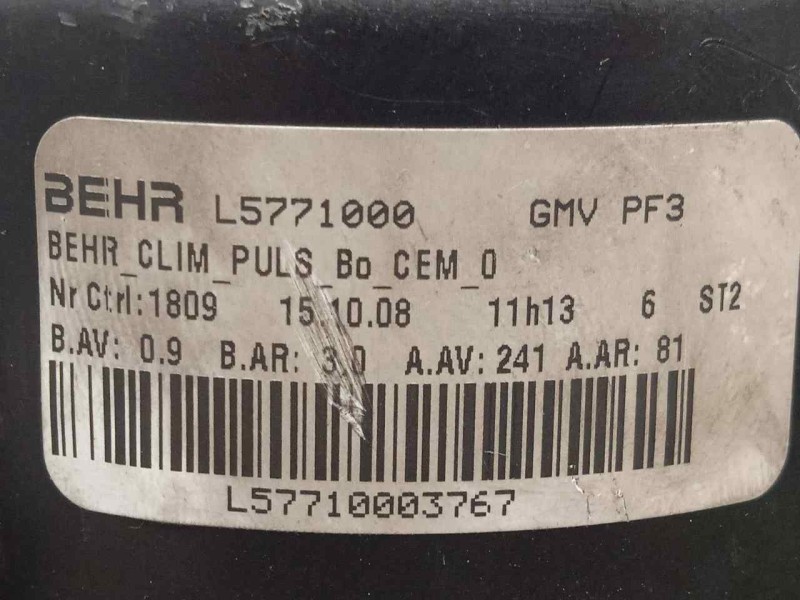 BEHR L5771000 GMV PF3
BEHR_CLIM_PULS_Bo_CEM_0
Nr Ctrl:1809 15.10.08 11h13 6 ST2
B.AV: 0.9 B.AR: 3.0 A.AV: 241 A.AR: 81
L57710003767